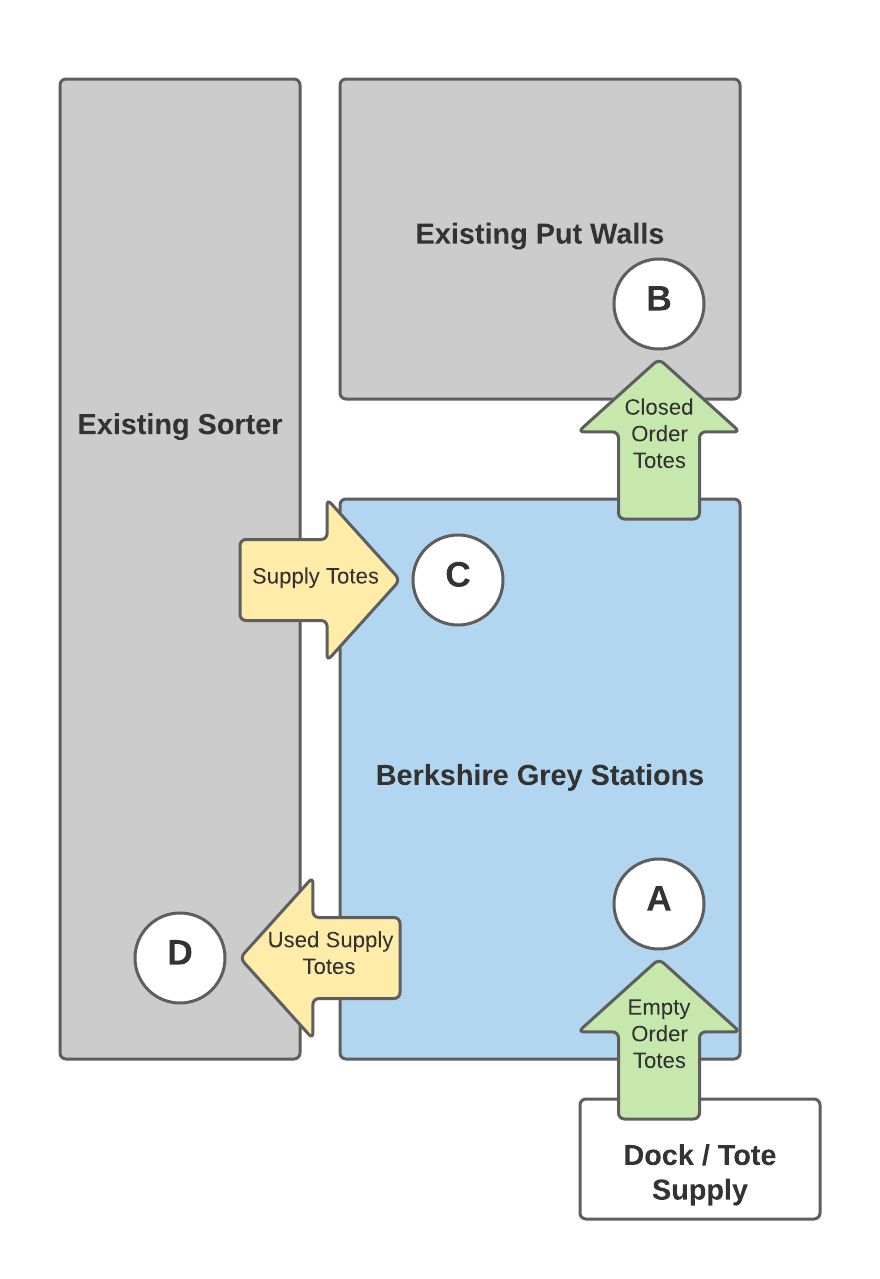 Existing Put Walls
B
Closed
Order
Totes
Existing Sorter
Supply Totes
C
Berkshire Grey Stations
A
D
Used Supply
Totes
Empty
Order
Totes
Dock / Tote
Supply